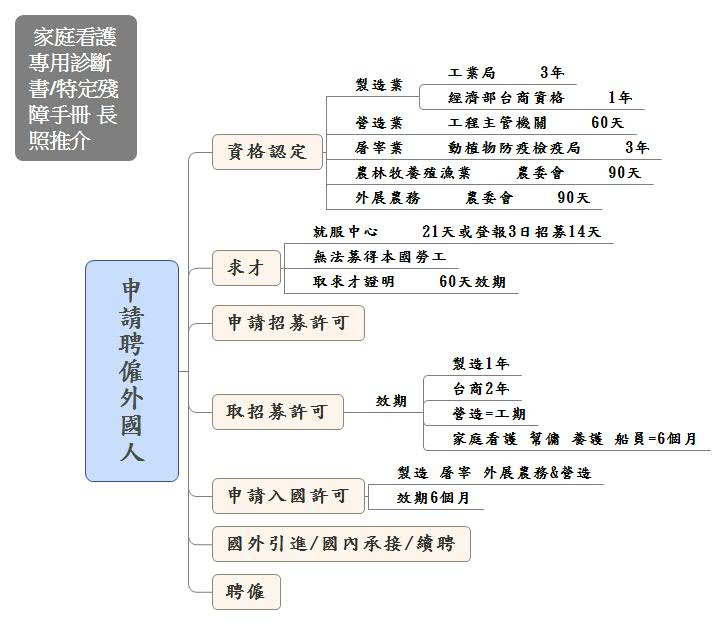 家庭看護
專用診斷
書/特定殘
障手冊 長
照推介
申請聘僱外國人
資格認定
製造業
工業局 3年
經濟部台商資格 1年
營造業 工程主管機關 60天
屠宰業 動植物防疫檢疫局 3年
農林牧養殖漁業 農委會 90天
外展農務 農委會 90天
求才
就服中心 21天或登報3日招募14天
無法募得本國勞工
取求才證明 60天效期
申請招募許可
取招募許可
效期
製造1年
台商2年
營造=工期
家庭看護 幫傭 養護 船員=6個月
申請入國許可
製造 屠宰 外展農務&營造
效期6個月
國外引進/國內承接/續聘
聘僱